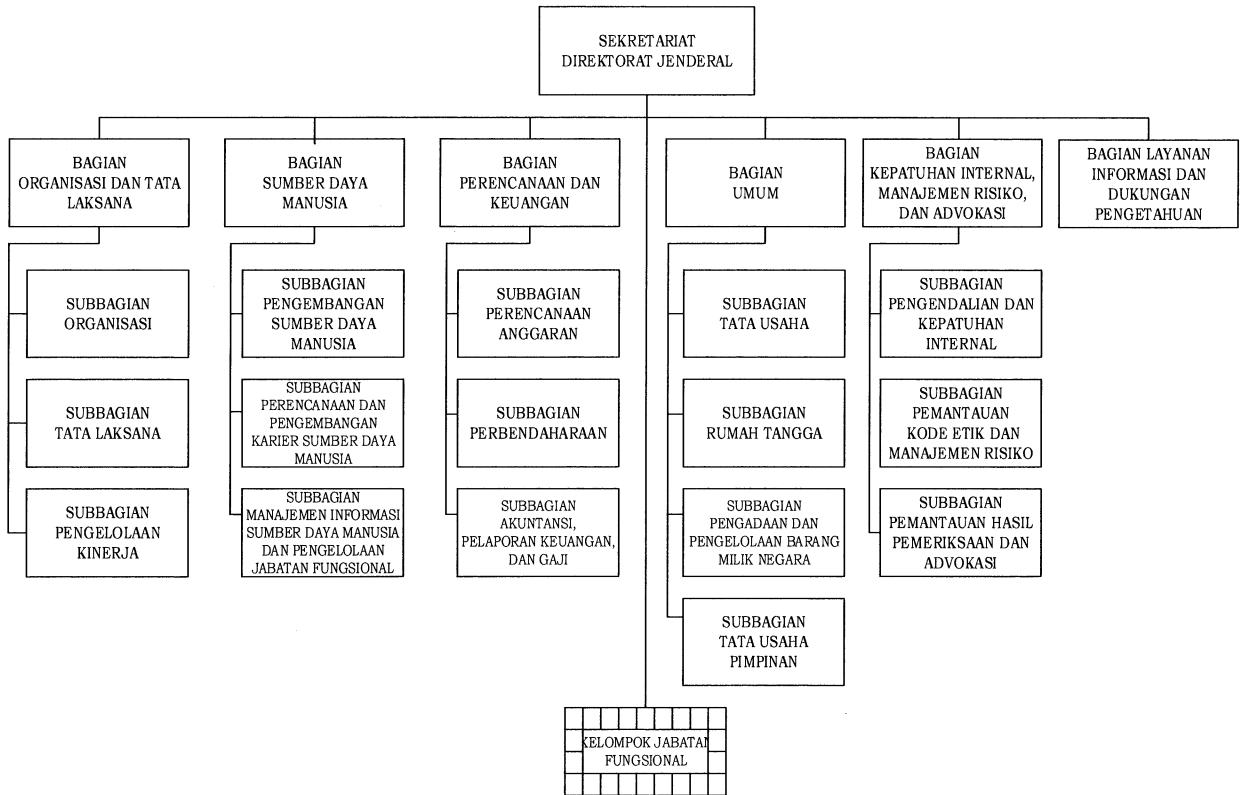 SEKRETARIAT
DIREKTORAT JENDERAL
BAGIAN
ORGANISASI DAN TATA
LAKSANA
BAGIAN
SUMBER DAYA
MANUSIA
BAGIAN
PERENCANAAN DAN
KEUANGAN
BAGIAN
UMUM
BAGIAN
KEPATUHAN INTERNAL,
MANAJEMEN RISIKO,
DAN ADVOKASI
BAGIAN LAYANAN
INFORMASI DAN
DUKUNGAN
PENGETAHUAN
SUBBAGIAN
ORGANISASI
SUBBAGIAN
PENGEMBANGAN
SUMBER DAYA
MANUSIA
SUBBAGIAN
PERENCANAAN
ANGGARAN
SUBBAGIAN
TATA USAHA
SUBBAGIAN
PENGENDALIAN DAN
KEPATUHAN
INTERNAL
SUBBAGIAN
TATA LAKSANA
SUBBAGIAN
PERENCANAAN DAN
PENGEMBANGAN
KARIER SUMBER DAYA
MANUSIA
SUBBAGIAN
PERBENDAHARAAN
SUBBAGIAN
RUMAH TANGGA
SUBBAGIAN
PEMANTAUAN
KODE ETIK DAN
MANAJEMEN RISIKO
SUBBAGIAN
PENGELOLAAN
KINERJA
SUBBAGIAN
MANAJEMEN INFORMASI
SUMBER DAYA MANUSIA
DAN PENGELOLAAN
JABATAN FUNGSIONAL
SUBBAGIAN
AKUNTANSI,
PELAPORAN KEUANGAN,
DAN GAJI
SUBBAGIAN
PENGADAAN DAN
PENGELOLAAN BARANG
MILIK NEGARA
SUBBAGIAN
PEMANTAUAN HASIL
PEMERIKSAAN DAN
ADVOKASI
SUBBAGIAN
TATA USAHA
PIMPINAN
KELOMPOK JABATAN
FUNGSIONAL